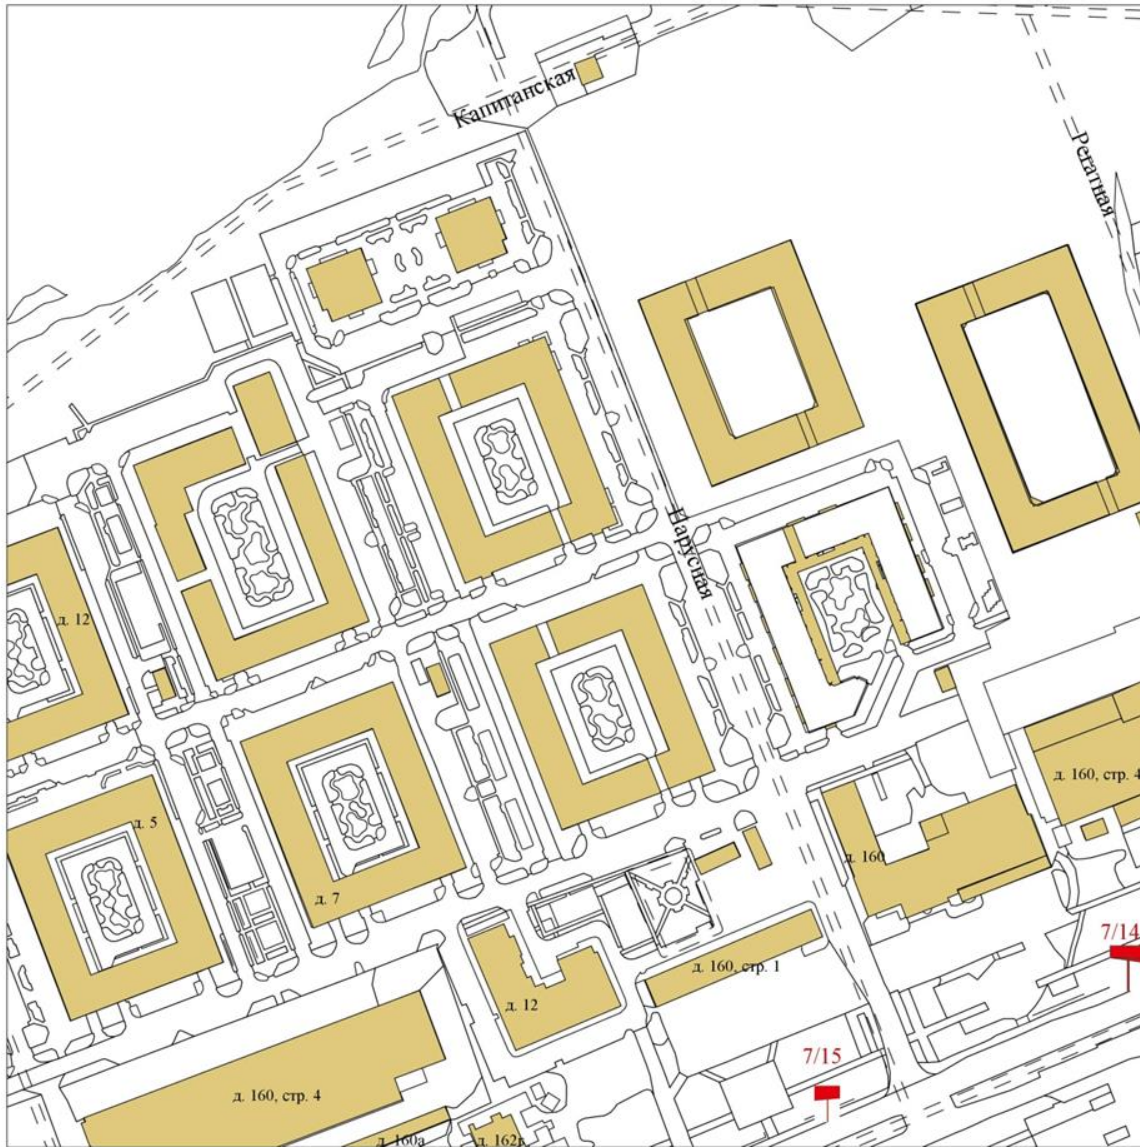 Капитанская
Регатная
Парусная
д. 12
д. 160, стр. 4
д. 5
д. 160
д. 7
7/14
д. 160, стр. 1
д. 12
7/15
д. 160, стр. 4
д. 160а
д. 162г